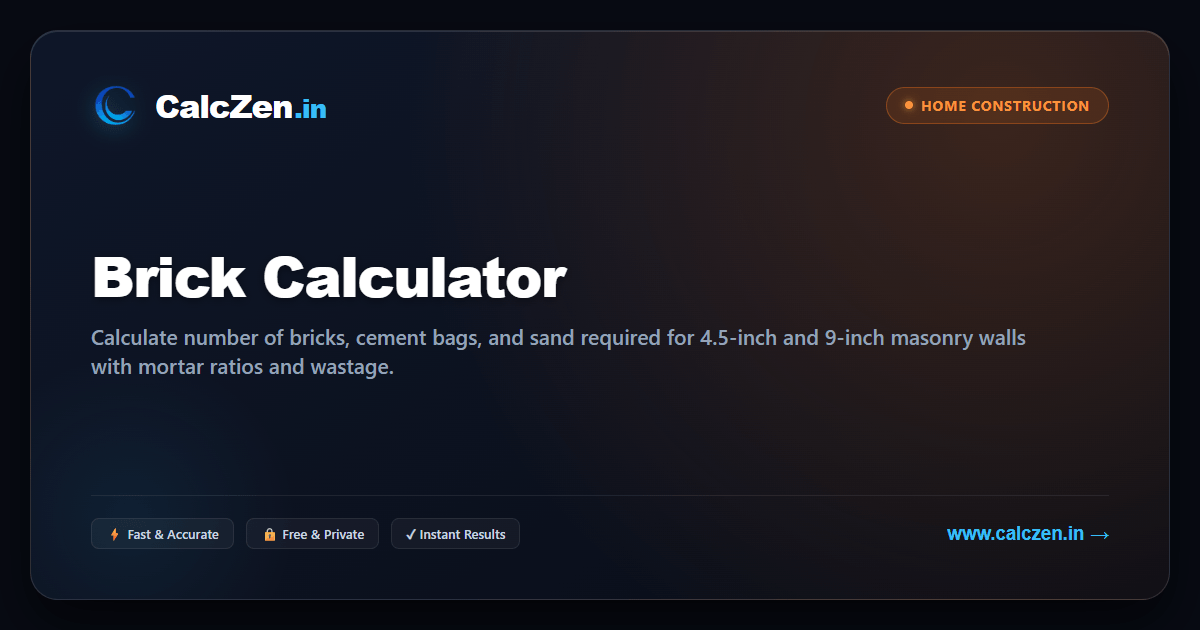 CalcZen.in
HOME CONSTRUCTION
Brick Calculator
Calculate number of bricks, cement bags, and sand required for 4.5-inch and 9-inch masonry walls
with mortar ratios and wastage.
Fast & Accurate
Free & Private
✓ Instant Results
www.calczen.in →